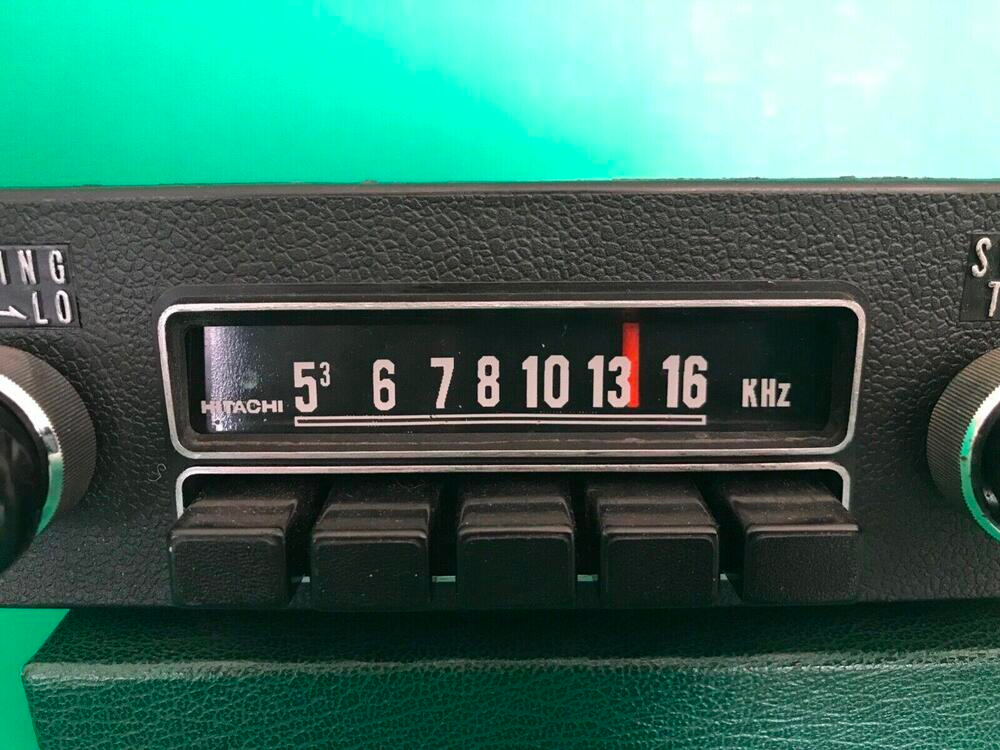 ING
→LO
S
T
5³ 6 7 8 10 13 16 KHz
HITACHI